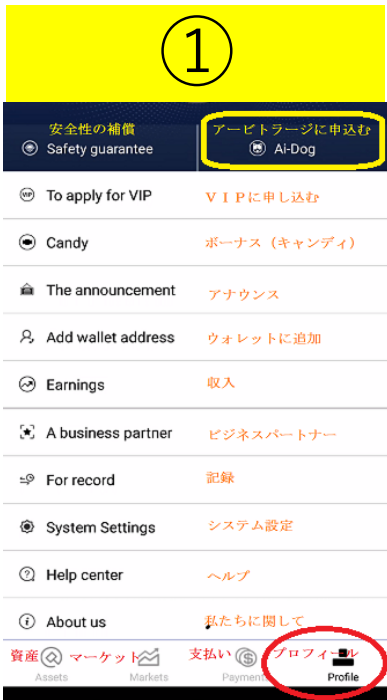 ①
安全性の補償 アービトラージに申込む
Safety guarantee Ai-Dog
To apply for VIP ＶＩＰに申し込む
Candy ボーナス（キャンディ）
The announcement アナウンス
Add wallet address ウォレットに追加
Earnings 収入
A business partner ビジネスパートナー
For record 記録
System Settings システム設定
Help center ヘルプ
About us 私たちに関して
資産 マーケット 支払い プロフィール
Assets Markets Payment Profile